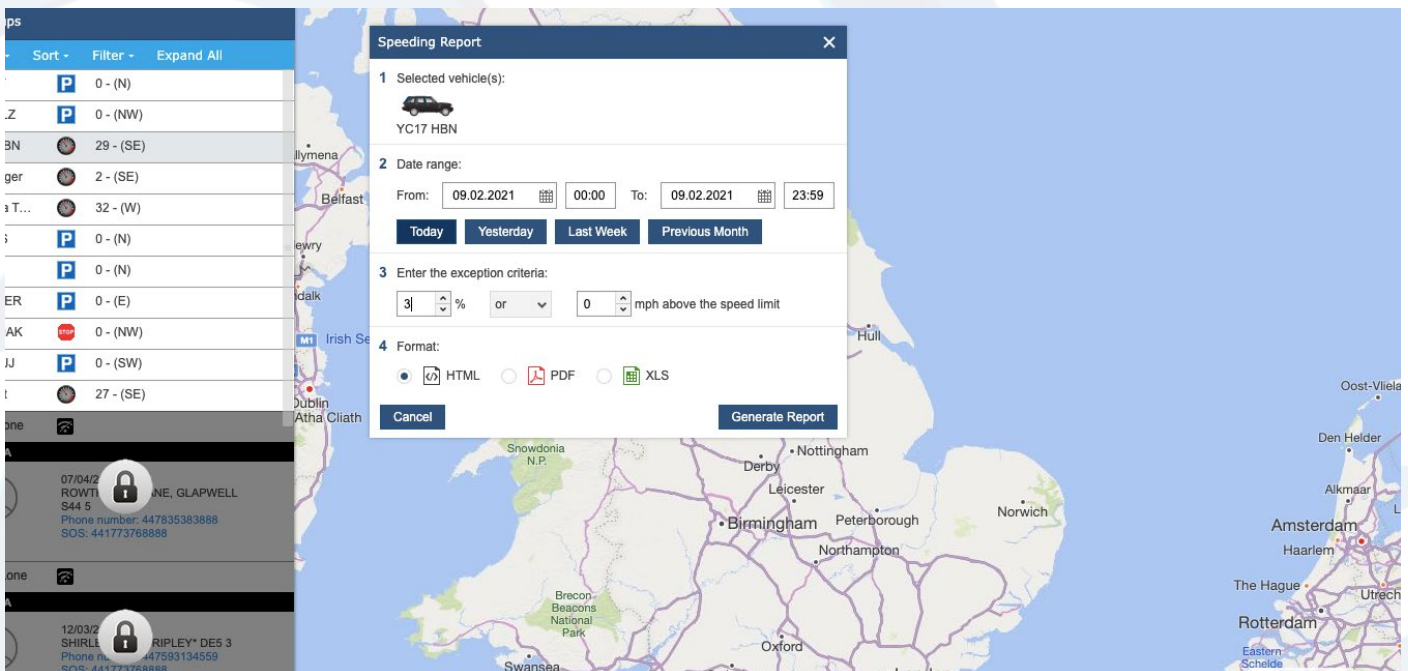 ups
Sort - Filter - Expand All
P 0 - (N)
LZ P 0 - (NW)
BN 29 - (SE)
ger 2 - (SE)
a T... 32 - (W)
S P 0 - (N)
P 0 - (N)
ER P 0 - (E)
AK STOP 0 - (NW)
JJ P 0 - (SW)
t 27 - (SE)
one
A
07/04/2
ROWT NE, GLAPWELL
S44 5
Phone number: 447835383888
SOS: 441773768888
one
A
12/03/2
SHIRL RIPLEY* DE5 3
Phone n 447593134559
SOS: 441773768888
Speeding Report
1 Selected vehicle(s):
YC17 HBN
2 Date range:
From: 09.02.2021 00:00 To: 09.02.2021 23:59
Today Yesterday Last Week Previous Month
3 Enter the exception criteria:
3 % or 0 mph above the speed limit
4 Format:
HTML PDF XLS
Cancel Generate Report
llymena
Belfast
ewry
dalk
M1 Irish Se
Dublin
Atha Cliath
Hull
Snowdonia
N.P.
Nottingham
Derby
Leicester
Birmingham
Peterborough
Norwich
Northampton
Brecon
Beacons
National
Park
Oxford
Swansea
Oost-Vliela
Den Helder
Alkmaar
Amsterdam
Haarlem
The Hague
Utrech
Rotterdam
Eastern
Schelde